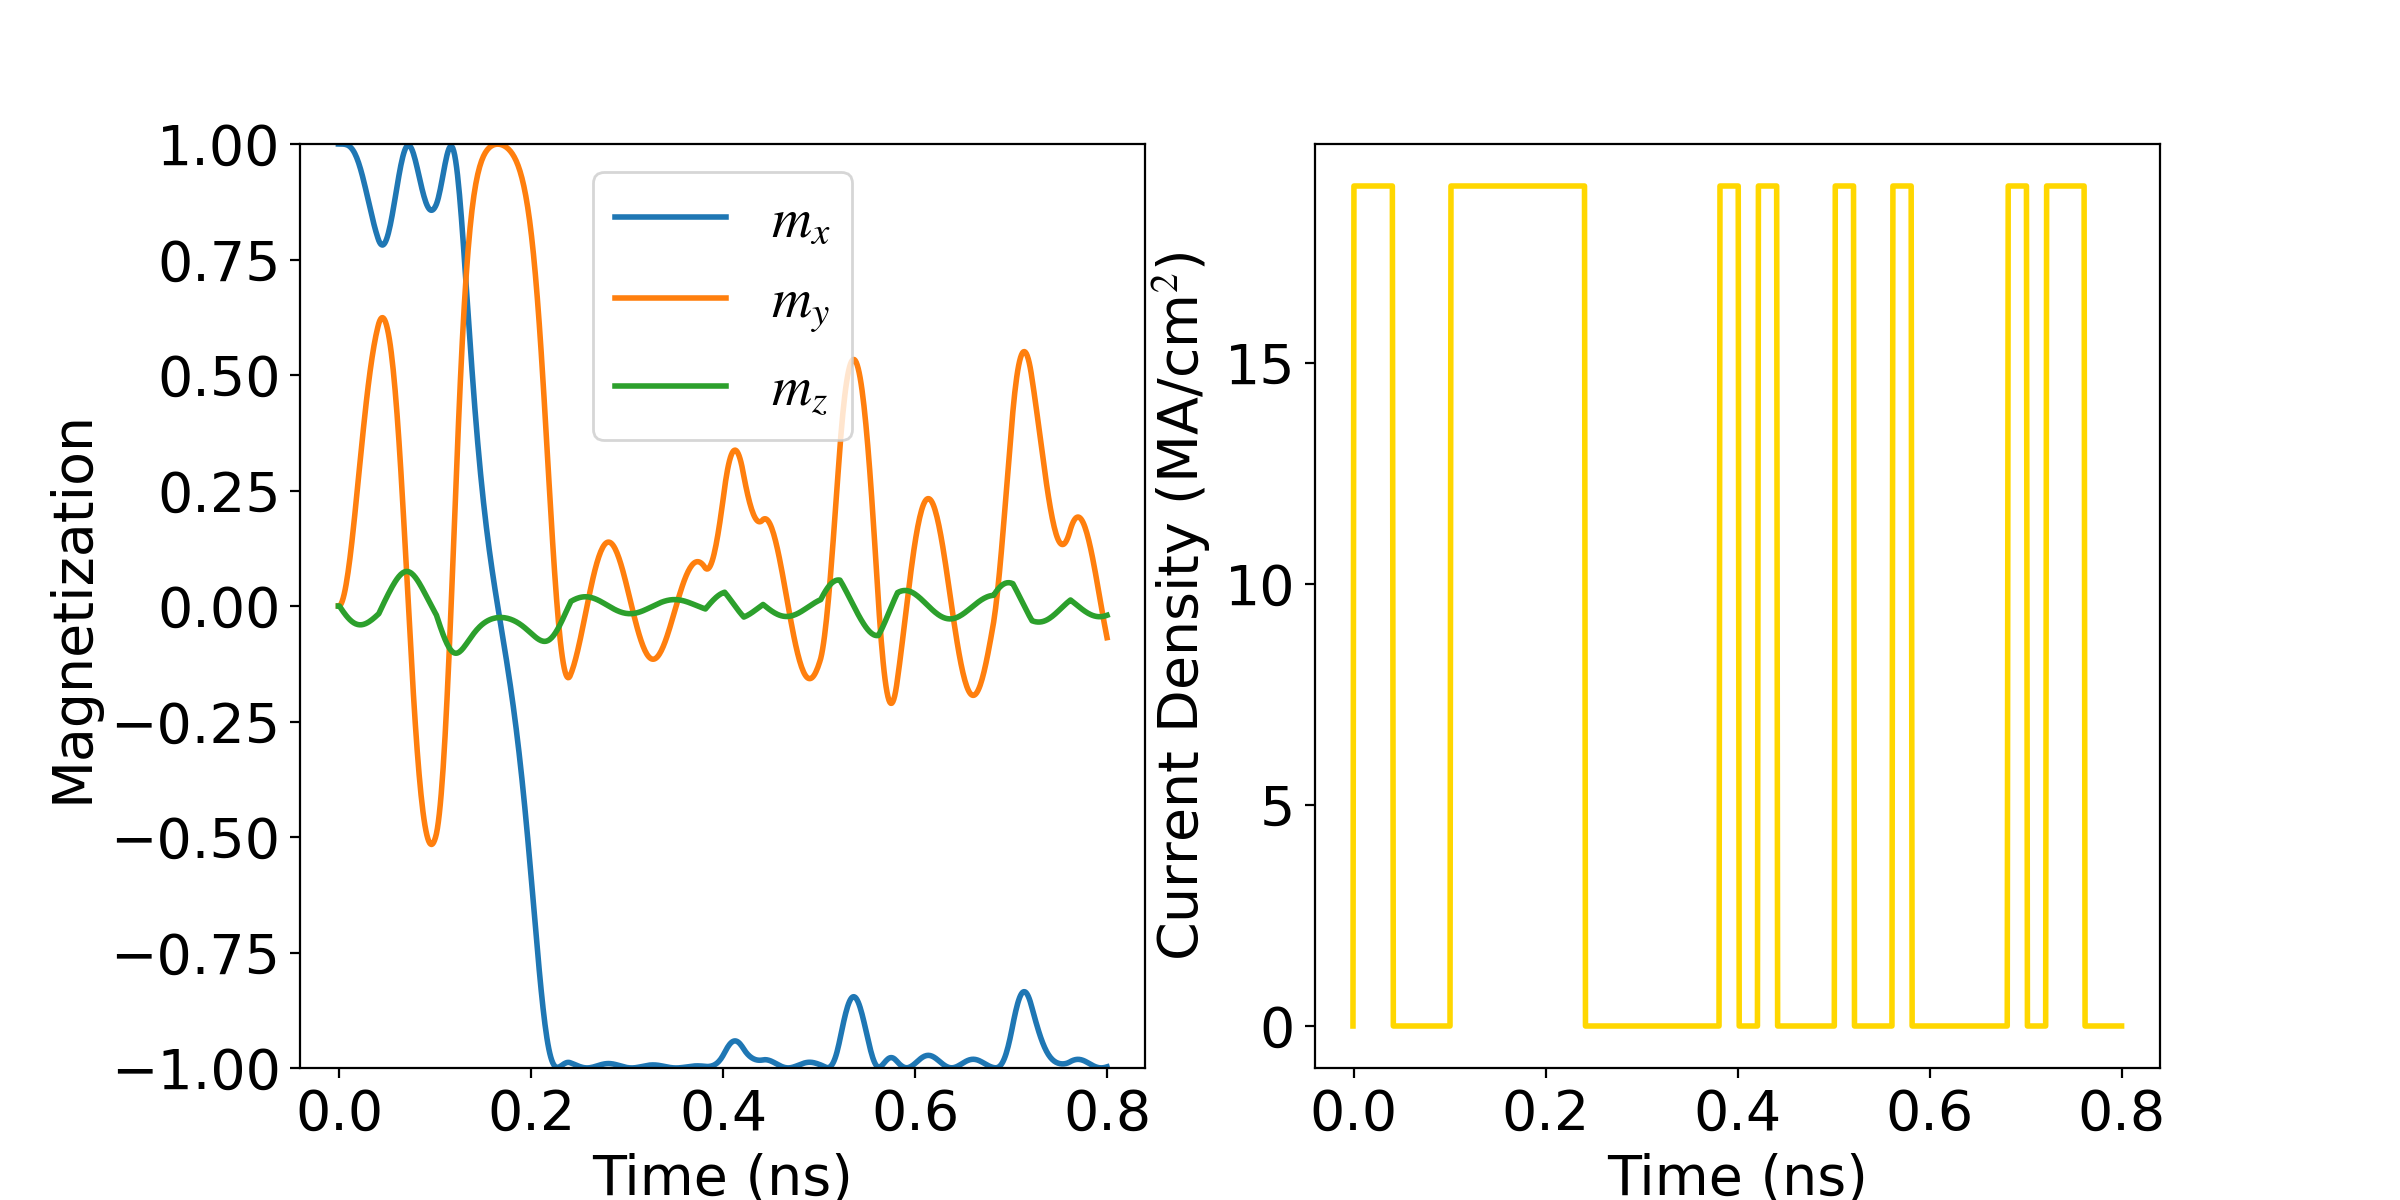 1.00
0.75
0.50
0.25
0.00
−0.25
−0.50
−0.75
−1.00
Magnetization
0.0 0.2 0.4 0.6 0.8
Time (ns)
m_x
m_y
m_z
Current Density (MA/cm²)
15
10
5
0
0.0 0.2 0.4 0.6 0.8
Time (ns)